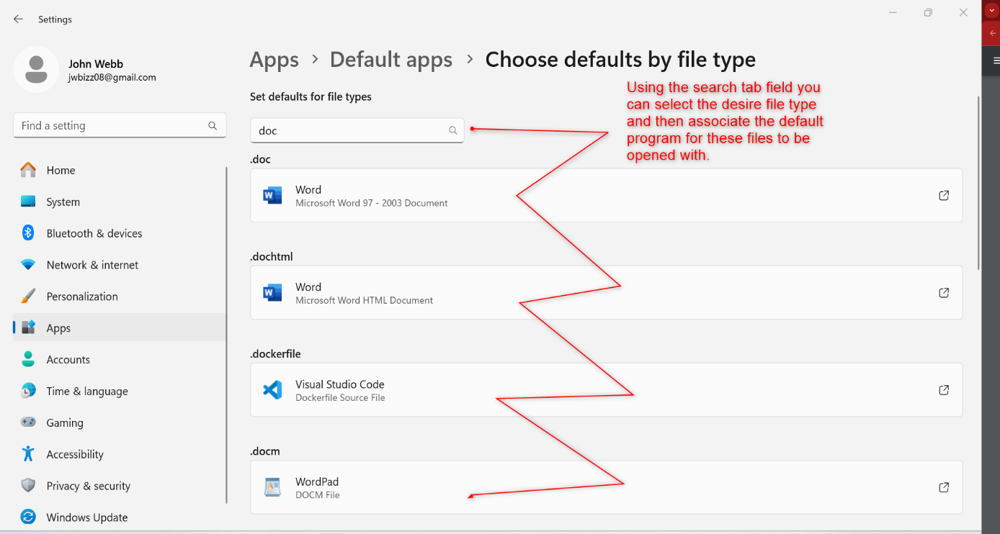 Settings
John Webb
jwbizz08@gmail.com
Find a setting
Home
System
Bluetooth & devices
Network & internet
Personalization
Apps
Accounts
Time & language
Gaming
Accessibility
Privacy & security
Windows Update
Apps > Default apps > Choose defaults by file type
Set defaults for file types
doc
Using the search tab field you
can select the desire file type
and then associate the default
program for these files to be
opened with.
.doc
Word
Microsoft Word 97 - 2003 Document
.dochtml
Word
Microsoft Word HTML Document
.dockerfile
Visual Studio Code
Dockerfile Source File
.docm
WordPad
DOCM File